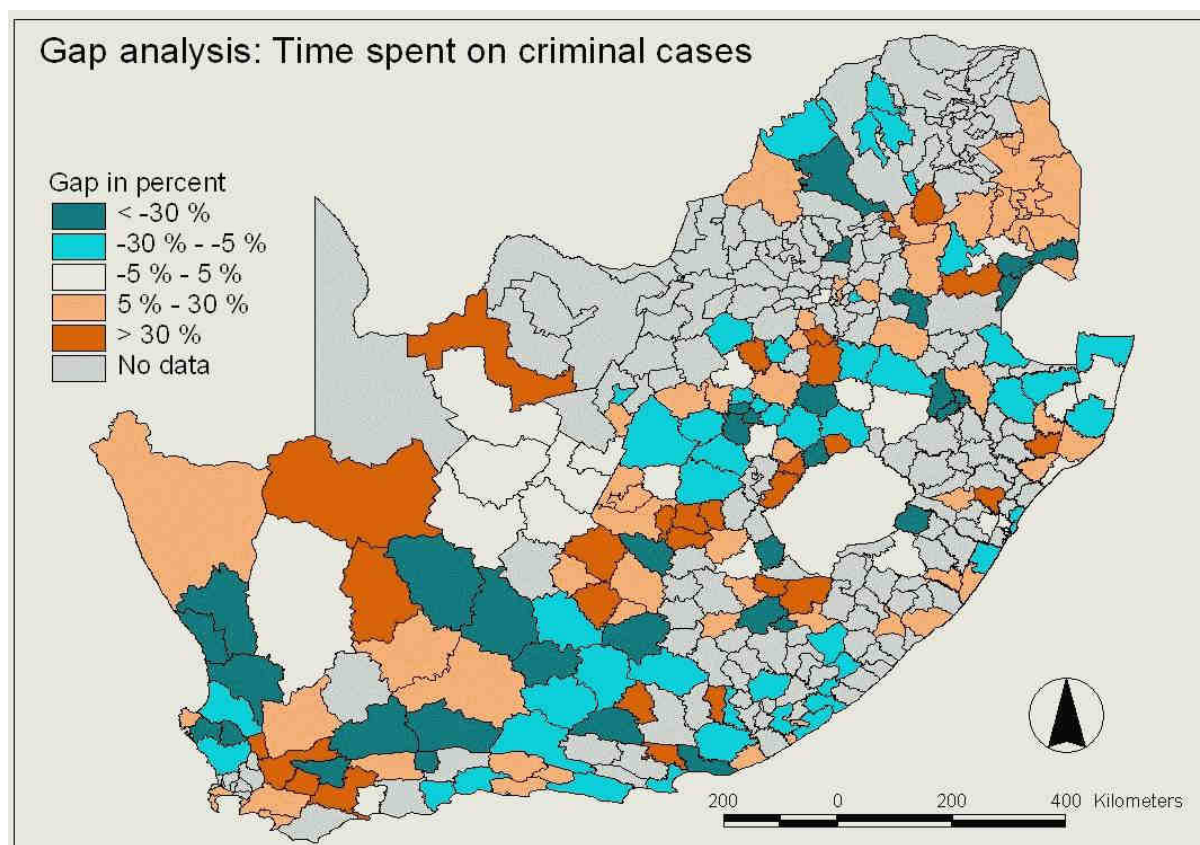 Gap analysis: Time spent on criminal cases
Gap in percent
< -30 %
-30 % - -5 %
-5 % - 5 %
5 % - 30 %
> 30 %
No data
200 0 200 400 Kilometers